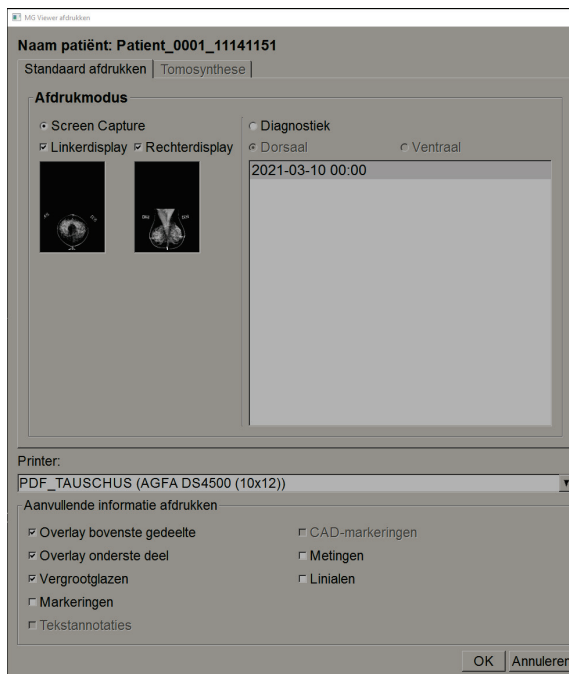 MG Viewer afdrukken
Naam patiënt: Patient_0001_11141151
Standaard afdrukken Tomosynthese
Afdrukmodus
Screen Capture
Linkerdisplay Rechterdisplay
Diagnostiek
Dorsaal Ventraal
2021-03-10 00:00
Printer:
PDF_TAUSCHUS (AGFA DS4500 (10x12))
Aanvullende informatie afdrukken
Overlay bovenste gedeelte
Overlay onderste deel
Vergrootglazen
Markeringen
Tekstannotaties
CAD-markeringen
Metingen
Linialen
OK Annuleren